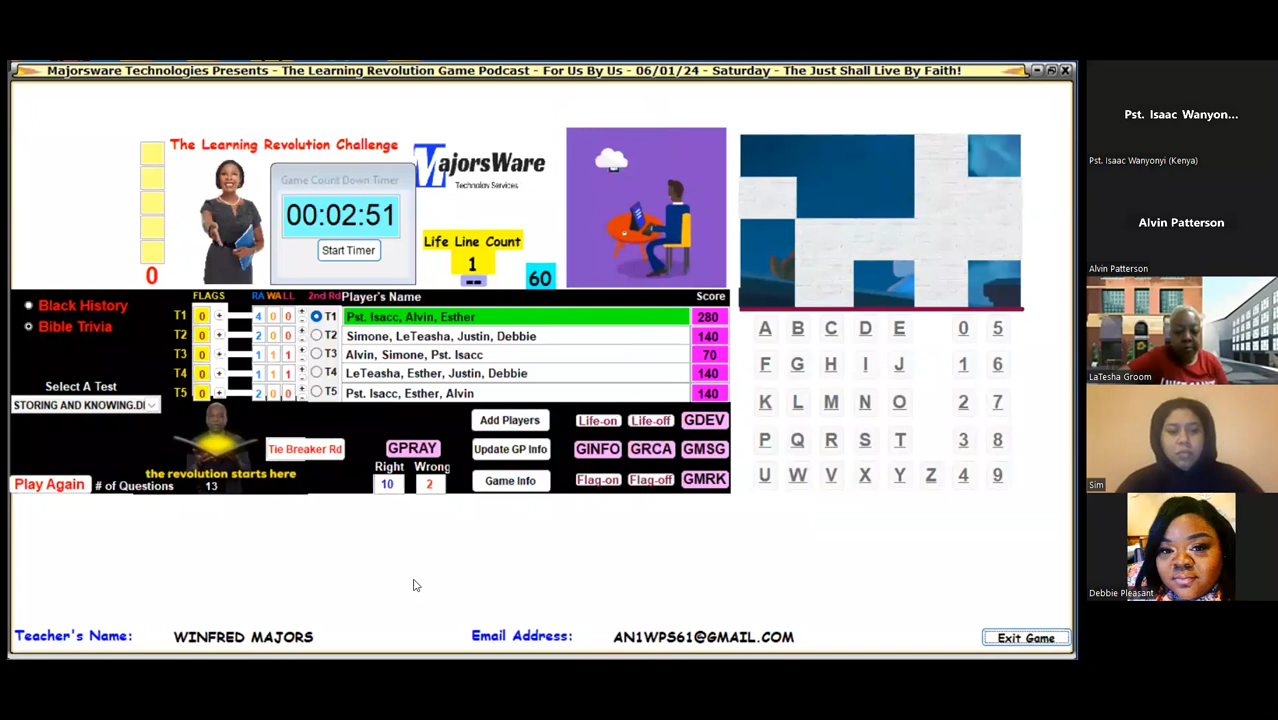 Majorsware Technologies Presents - The Learning Revolution Game Podcast - For Us By Us - 06/01/24 - Saturday - The Just Shall Live By Faith!
The Learning Revolution Challenge
Game Count Down Timer
00:02:51
Start Timer
0
MajorsWare
Technology Services
Life Line Count
1
--
60
FLAGS RA WA LL 2nd Rd Player's Name Score
Black History
Bible Trivia
T1 0 + 4 0 0 T1 Pst. Isacc, Alvin, Esther 280
T2 0 + 2 0 0 T2 Simone, LeTeasha, Justin, Debbie 140
T3 0 + 1 1 1 T3 Alvin, Simone, Pst. Isacc 70
T4 0 + 1 1 1 T4 LeTeasha, Esther, Justin, Debbie 140
T5 0 + 2 0 0 T5 Pst. Isacc, Esther, Alvin 140
Select A Test
STORING AND KNOWING.DI
the revolution starts here
Play Again # of Questions 13
Tie Breaker Rd
GPRAY
Right Wrong
10 2
Add Players
Update GP Info
Game Info
Life-on Life-off GDEV
GINFO GRCA GMSG
Flag-on Flag-off GMRK
A B C D E 0 5
F G H I J 1 6
K L M N O 2 7
P Q R S T 3 8
U W V X Y Z 4 9
Teacher's Name: WINFRED MAJORS Email Address: AN1WPS61@GMAIL.COM Exit Game
Pst. Isaac Wanyon...
Pst. Isaac Wanyonyi (Kenya)
Alvin Patterson
Alvin Patterson
LaTesha Groom
Sim
Debbie Pleasant